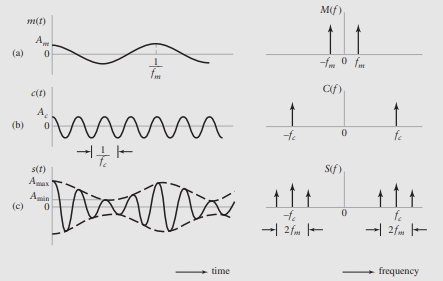 m(t)
M(f)
A_m
(a)
0
1
f_m
–f_m 0 f_m
c(t)
C(f)
A_c
(b)
0
1
f_c
–f_c
0
f_c
s(t)
S(f)
A_max
A_min
(c)
0
–f_c
0
f_c
2f_m
2f_m
time
frequency